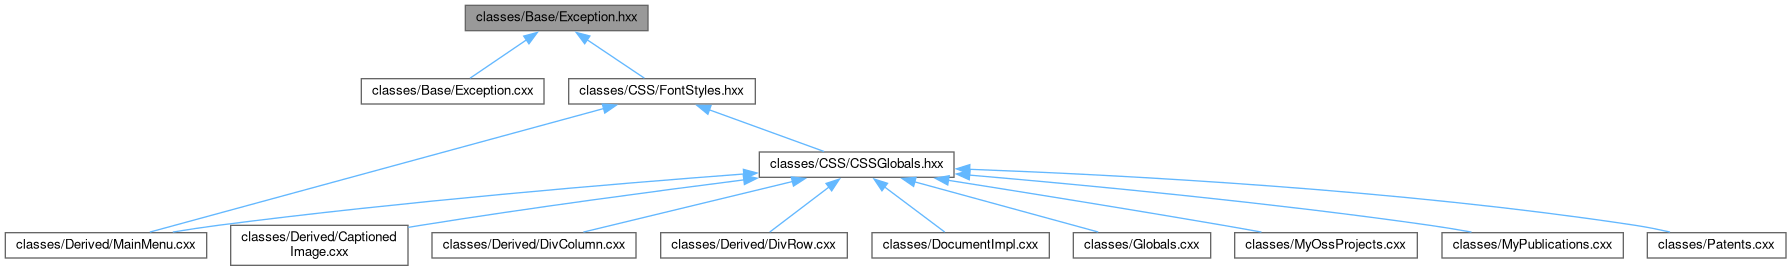 classes/Base/Exception.hxx
classes/Base/Exception.cxx
classes/CSS/FontStyles.hxx
classes/CSS/CSSGlobals.hxx
classes/Derived/MainMenu.cxx
classes/Derived/Captioned
Image.cxx
classes/Derived/DivColumn.cxx
classes/Derived/DivRow.cxx
classes/DocumentImpl.cxx
classes/Globals.cxx
classes/MyOssProjects.cxx
classes/MyPublications.cxx
classes/Patents.cxx